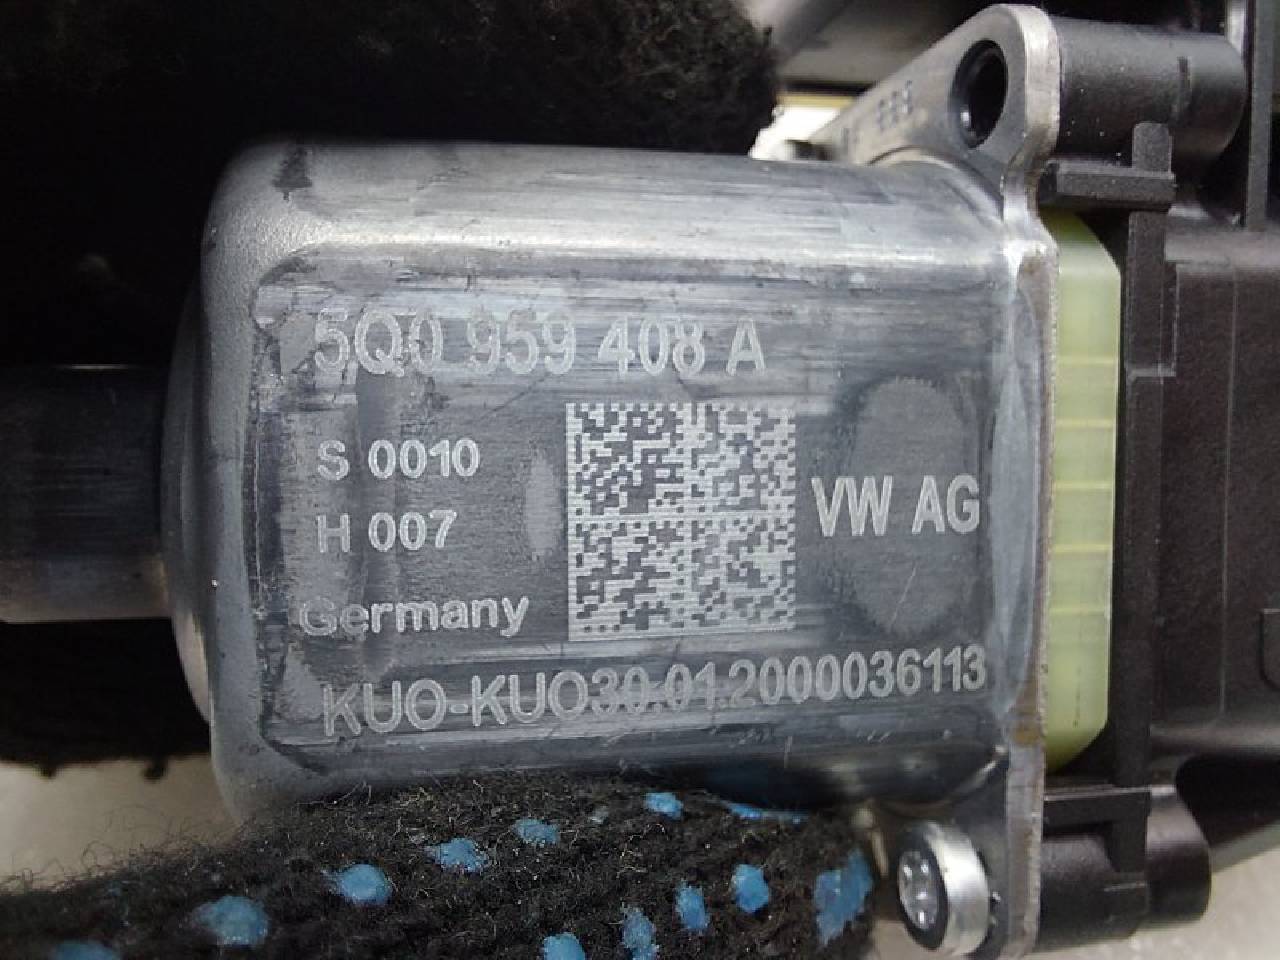 5Q0 959 408 A
S 0010
H 007
VW AG
Germany
KUO-KUO30.01.2000036113